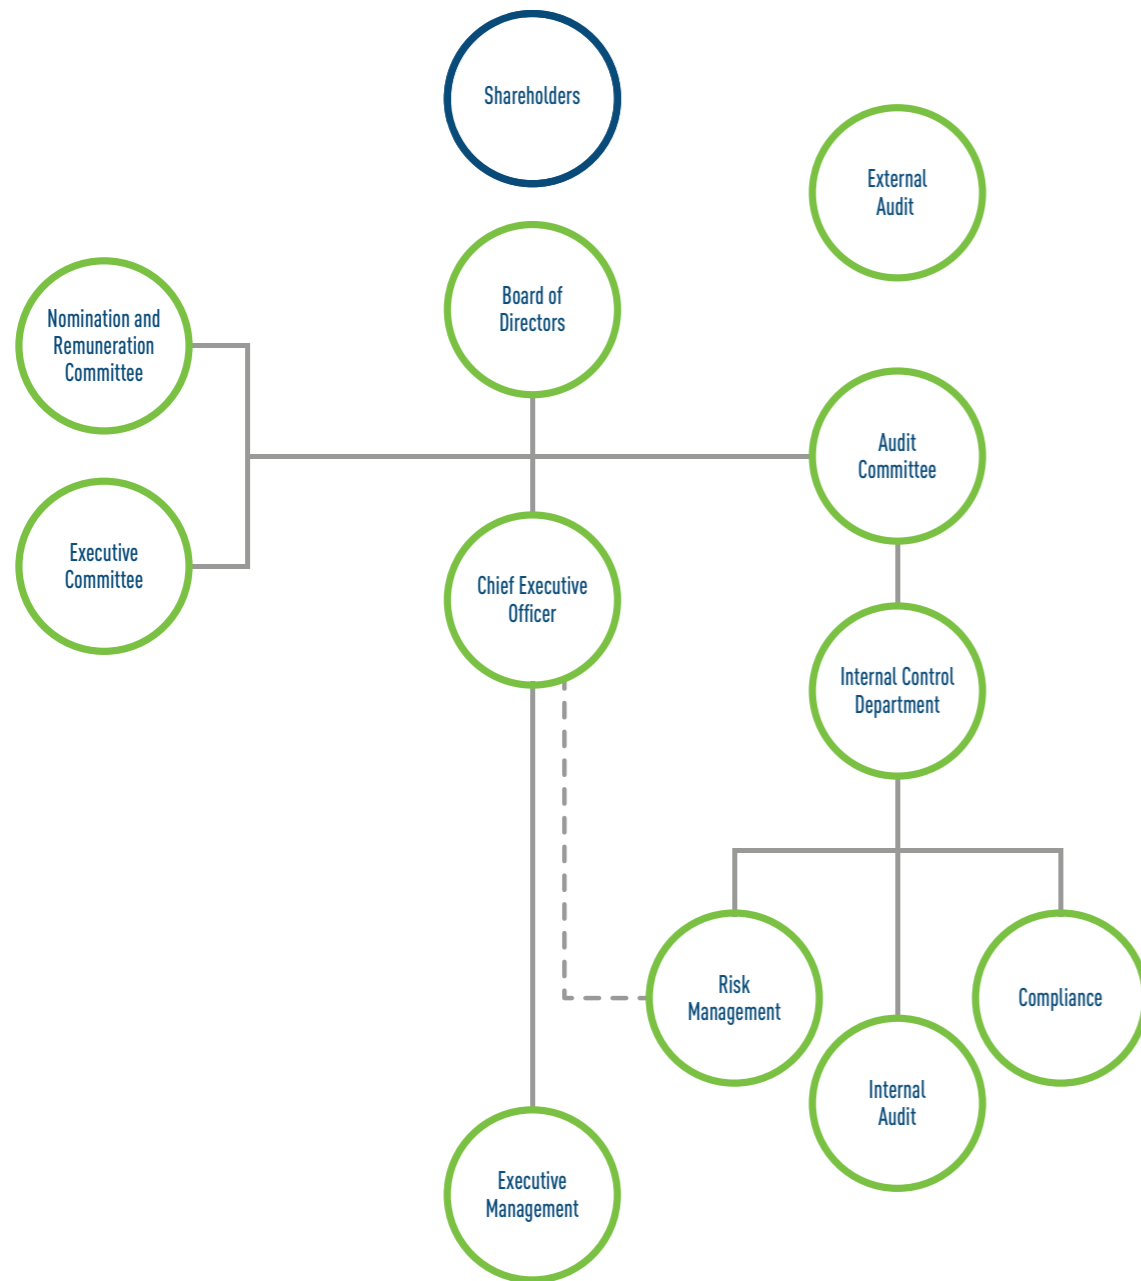 Shareholders
External
Audit
Board of
Directors
Nomination and
Remuneration
Committee
Audit
Committee
Executive
Committee
Chief Executive
Officer
Internal Control
Department
Risk
Management
Compliance
Internal
Audit
Executive
Management